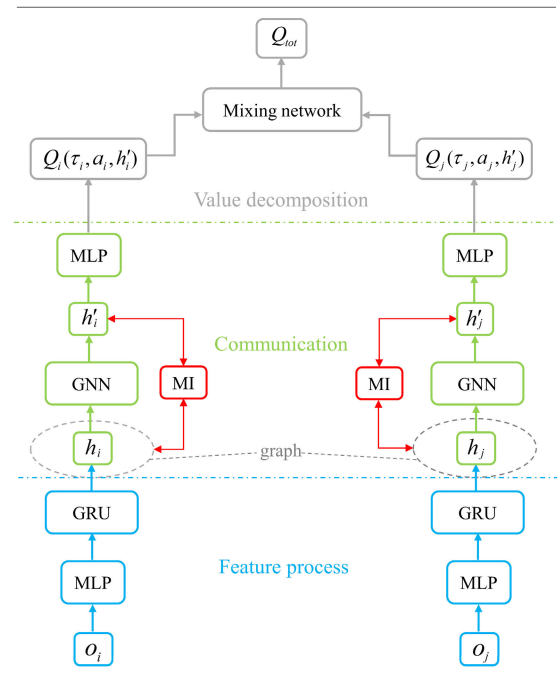 Q_tot
Mixing network
Q_i(τ_i, a_i, h′_i)
Q_j(τ_j, a_j, h′_j)
Value decomposition
MLP
MLP
h′_i
h′_j
Communication
GNN
MI
MI
GNN
h_i
graph
h_j
GRU
GRU
Feature process
MLP
MLP
o_i
o_j